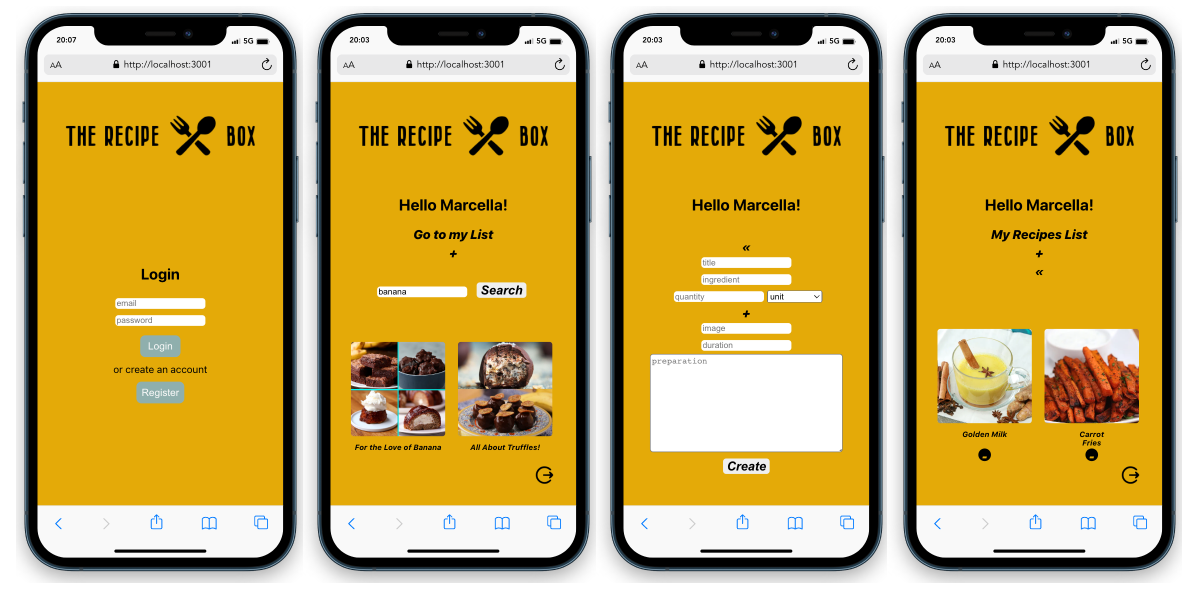 20:07
5G
AA
http://localhost:3001
THE RECIPE BOX
Login
email
password
Login
or create an account
Register
20:03
5G
AA
http://localhost:3001
THE RECIPE BOX
Hello Marcella!
Go to my List
+
banana
Search
For the Love of Banana
All About Truffles!
20:03
5G
AA
http://localhost:3001
THE RECIPE BOX
Hello Marcella!
«
title
ingredient
quantity unit
+
image
duration
preparation
Create
20:03
5G
AA
http://localhost:3001
THE RECIPE BOX
Hello Marcella!
My Recipes List
+
«
Golden Milk
Carrot
Fries